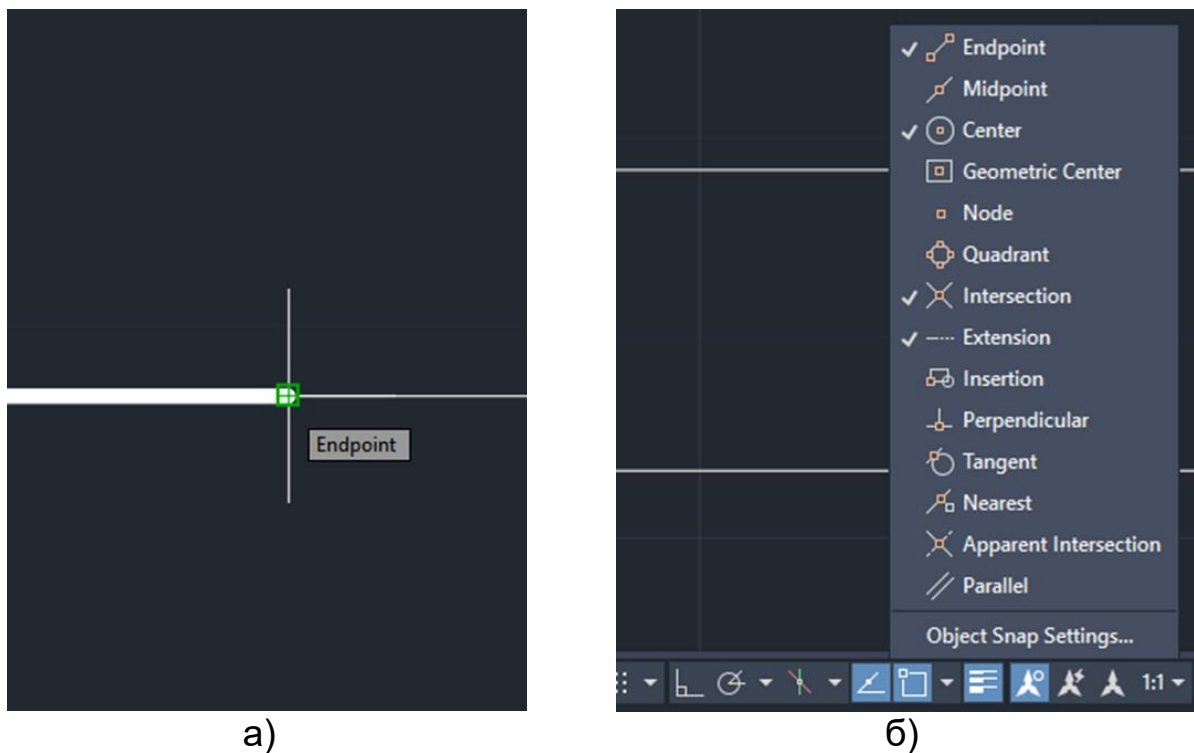 Endpoint
а)
Endpoint
Midpoint
Center
Geometric Center
Node
Quadrant
Intersection
Extension
Insertion
Perpendicular
Tangent
Nearest
Apparent Intersection
Parallel
Object Snap Settings...
1:1
б)